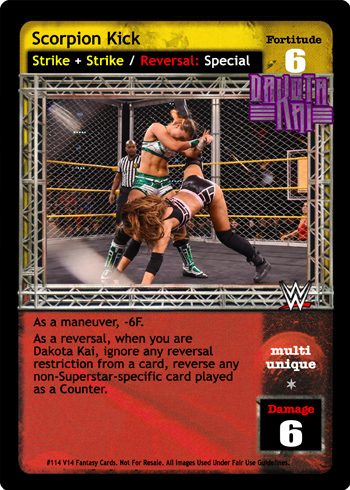 Scorpion Kick
Fortitude
6
Strike + Strike / Reversal: Special
DAKOTA
KAI
W
As a maneuver, -6F.
As a reversal, when you are
Dakota Kai, ignore any reversal
restriction from a card, reverse any
non-Superstar-specific card played
as a Counter.
multi
unique
*
Damage
6
#114 V14 Fantasy Cards. Not For Resale. All Images Used Under Fair Use Guidelines.